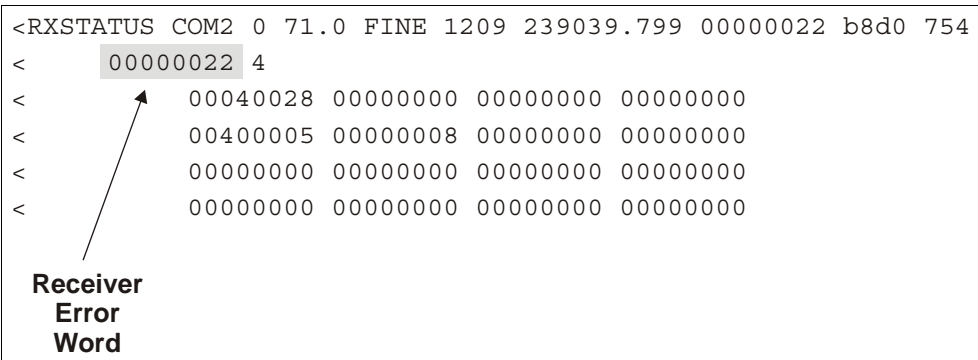 <RXSTATUS COM2 0 71.0 FINE 1209 239039.799 00000022 b8d0 754
< 00000022 4
< 00040028 00000000 00000000 00000000
< 00400005 00000008 00000000 00000000
< 00000000 00000000 00000000 00000000
< 00000000 00000000 00000000 00000000
Receiver
Error
Word